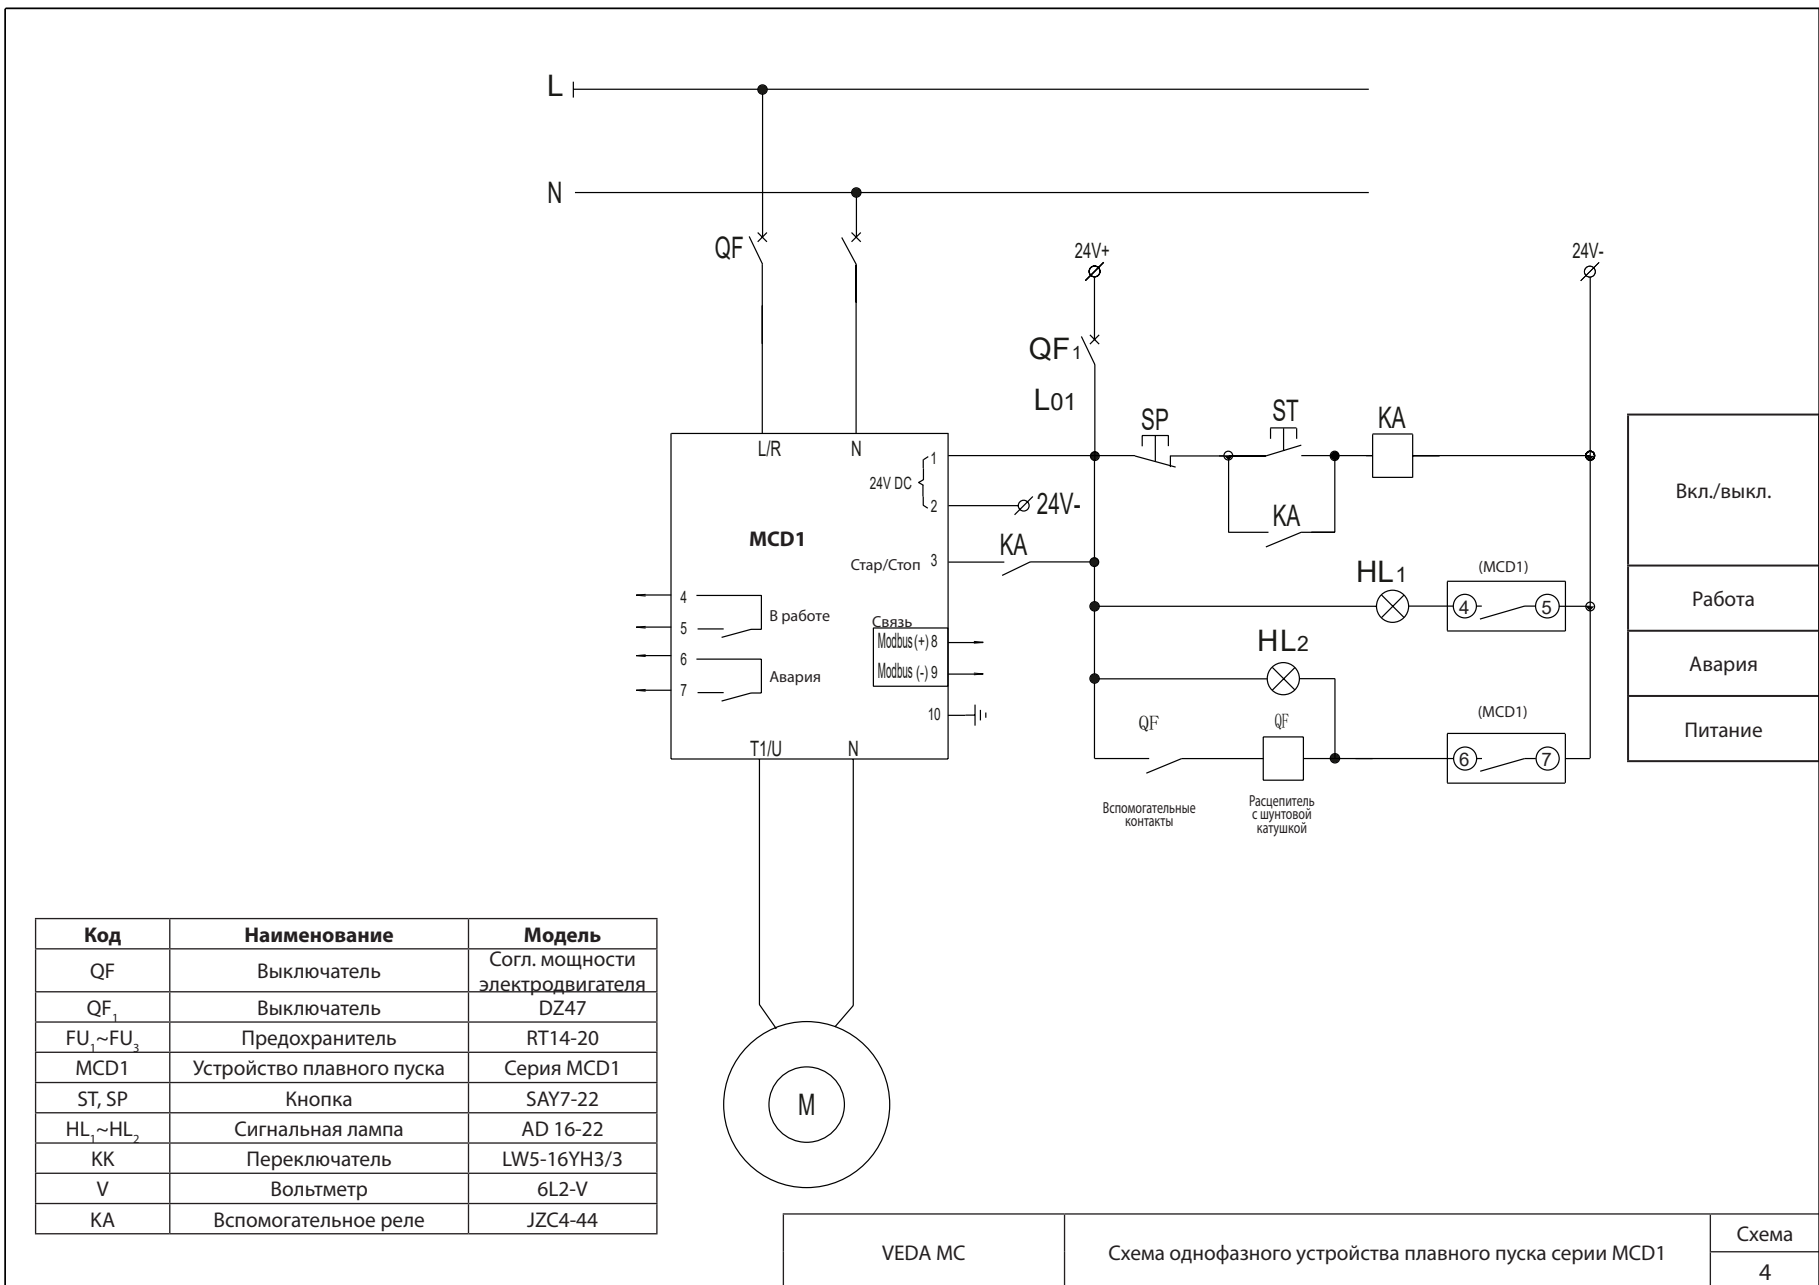 L
N
QF
24V+
24V-
QF1
L01
SP
ST
KA
L/R
N
1
24V DC
2
24V-
KA
MCD1
KA
Стар/Стоп 3
Вкл./выкл.
HL1
(MCD1)
4
5
Работа
4
В работе
5
Связь
Modbus (+) 8
HL2
6
Modbus (-) 9
Авария
Авария
7
10
QF
QF
(MCD1)
Питание
T1/U
N
6
7
Вспомогательные
контакты
Расцепитель
с шунтовой
катушкой
M
Код Наименование Модель
QF Выключатель Согл. мощности
электродвигателя
QF1 Выключатель DZ47
FU1~FU3 Предохранитель RT14-20
MCD1 Устройство плавного пуска Серия MCD1
ST, SP Кнопка SAY7-22
HL1~HL2 Сигнальная лампа AD 16-22
KK Переключатель LW5-16YH3/3
V Вольтметр 6L2-V
KA Вспомогательное реле JZC4-44
VEDA MC
Схема однофазного устройства плавного пуска серии MCD1
Схема
4